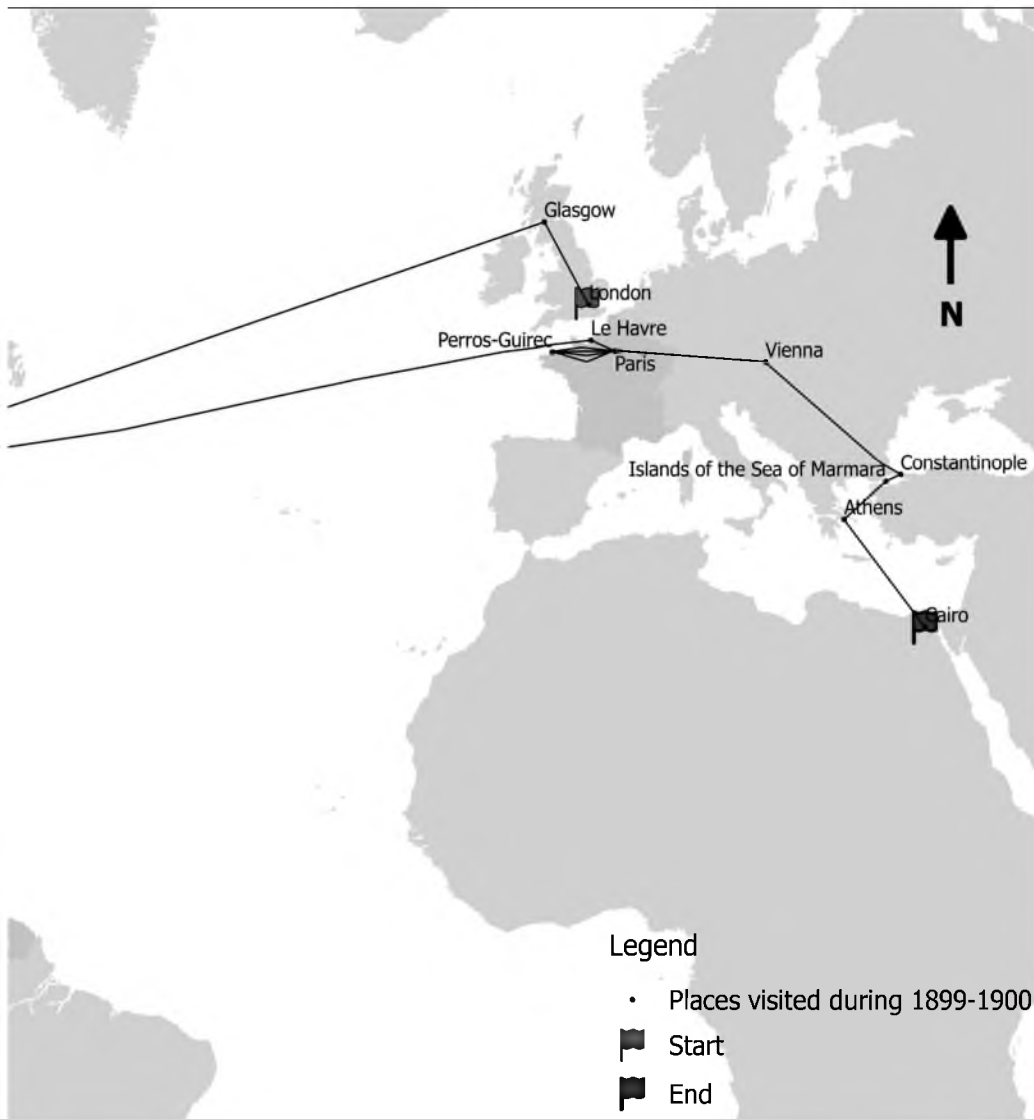 Glasgow
London
Le Havre
Perros-Guirec
Paris
Vienna
Constantinople
Islands of the Sea of Marmara
Athens
Cairo
N
Legend
Places visited during 1899-1900
Start
End